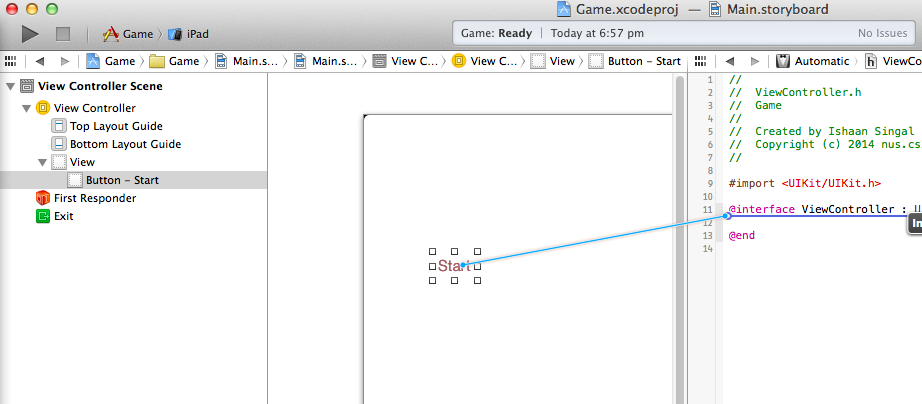 Game.xcodeproj — Main.storyboard
Game iPad
Game: Ready Today at 6:57 pm No Issues
Game Game Main.s... Main.s... View C... View C... View Button - Start Automatic ViewCo
View Controller Scene
View Controller
Top Layout Guide
Bottom Layout Guide
View
Button - Start
First Responder
Exit
Start
1 //
2 // ViewController.h
3 // Game
4 //
5 // Created by Ishaan Singal
6 // Copyright (c) 2014 nus.cs
7 //
8
9 #import <UIKit/UIKit.h>
10
11 @interface ViewController : U
12
13 @end
14
In